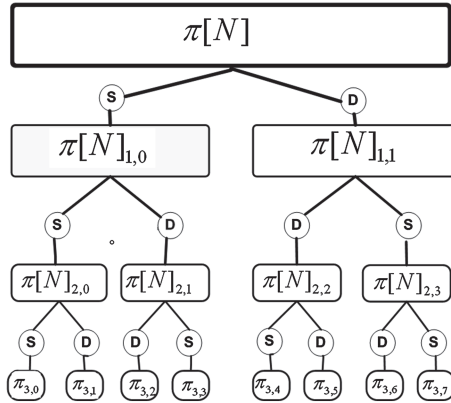 π[N]
S D
π[N]1,0 π[N]1,1
S D D S
π[N]2,0 π[N]2,1 π[N]2,2 π[N]2,3
S D D S S D D S
π3,0 π3,1 π3,2 π3,3 π3,4 π3,5 π3,6 π3,7